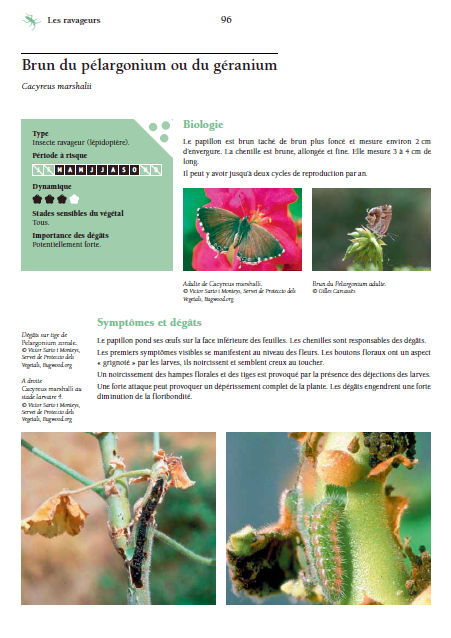 Les ravageurs
96
Brun du pélargonium ou du géranium
Cacyreus marshalii
Type
Insecte ravageur (lépidoptère).
Période à risque
J F M A M J J A S O N D
Dynamique
Stades sensibles du végétal
Tous.
Importance des dégâts
Potentiellement forte.
Biologie
Le papillon est brun taché de brun plus foncé et mesure environ 2 cm
d'envergure. La chenille est brune, allongée et fine. Elle mesure 3 à 4 cm de
long.
Il peut y avoir jusqu'à deux cycles de reproduction par an.
Adulte de Cacyreus marshalli.
© Víctor Sarto i Monteys,
Servei de Protecció dels
Vegetals, Bugwood.org
Brun du Pelargonium adulte.
© Gilles Carcassès
Symptômes et dégâts
Le papillon pond ses œufs sur la face inférieure des feuilles. Les chenilles sont responsables des dégâts.
Les premiers symptômes visibles se manifestent au niveau des fleurs. Les boutons floraux ont un aspect
« grignoté » par les larves, ils noircissent et semblent creux au toucher.
Un noircissement des hampes florales et des tiges est provoqué par la présence des déjections des larves.
Une forte attaque peut provoquer un dépérissement complet de la plante. Les dégâts engendrent une forte
diminution de la floribondité.
Dégâts sur tige de
Pelargonium zonale.
© Víctor Sarto i Monteys,
Servei de Protecció dels
Vegetals, Bugwood.org
A droite
Cacyreus marshalli au
stade larvaire 4.
© Víctor Sarto i Monteys,
Servei de Protecció dels
Vegetals, Bugwood.org